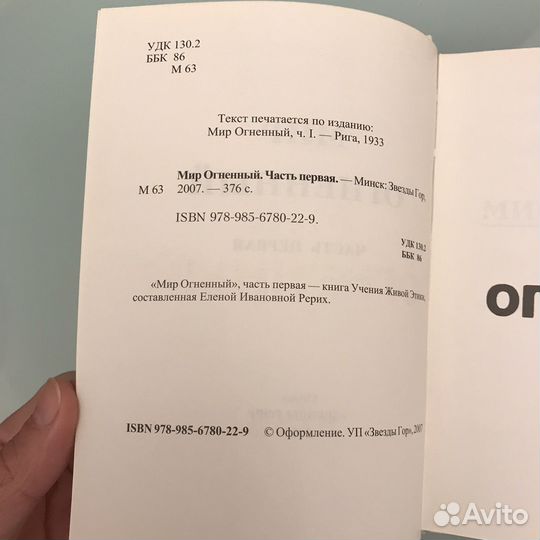 УДК 130.2
ББК 86
М 63
Текст печатается по изданию:
Мир Огненный, ч. I. — Рига, 1933
Мир Огненный. Часть первая. — Минск: Звезды Гор,
М 63 2007. — 376 с.
ISBN 978-985-6780-22-9.
УДК 130.2
ББК 86
«Мир Огненный», часть первая — книга Учения Живой Этики,
составленная Еленой Ивановной Рерих.
ISBN 978-985-6780-22-9 © Оформление. УП «Звезды Гор», 2007
ЧАСТЬ ПЕРВАЯ
МИ
ОГ
Avito